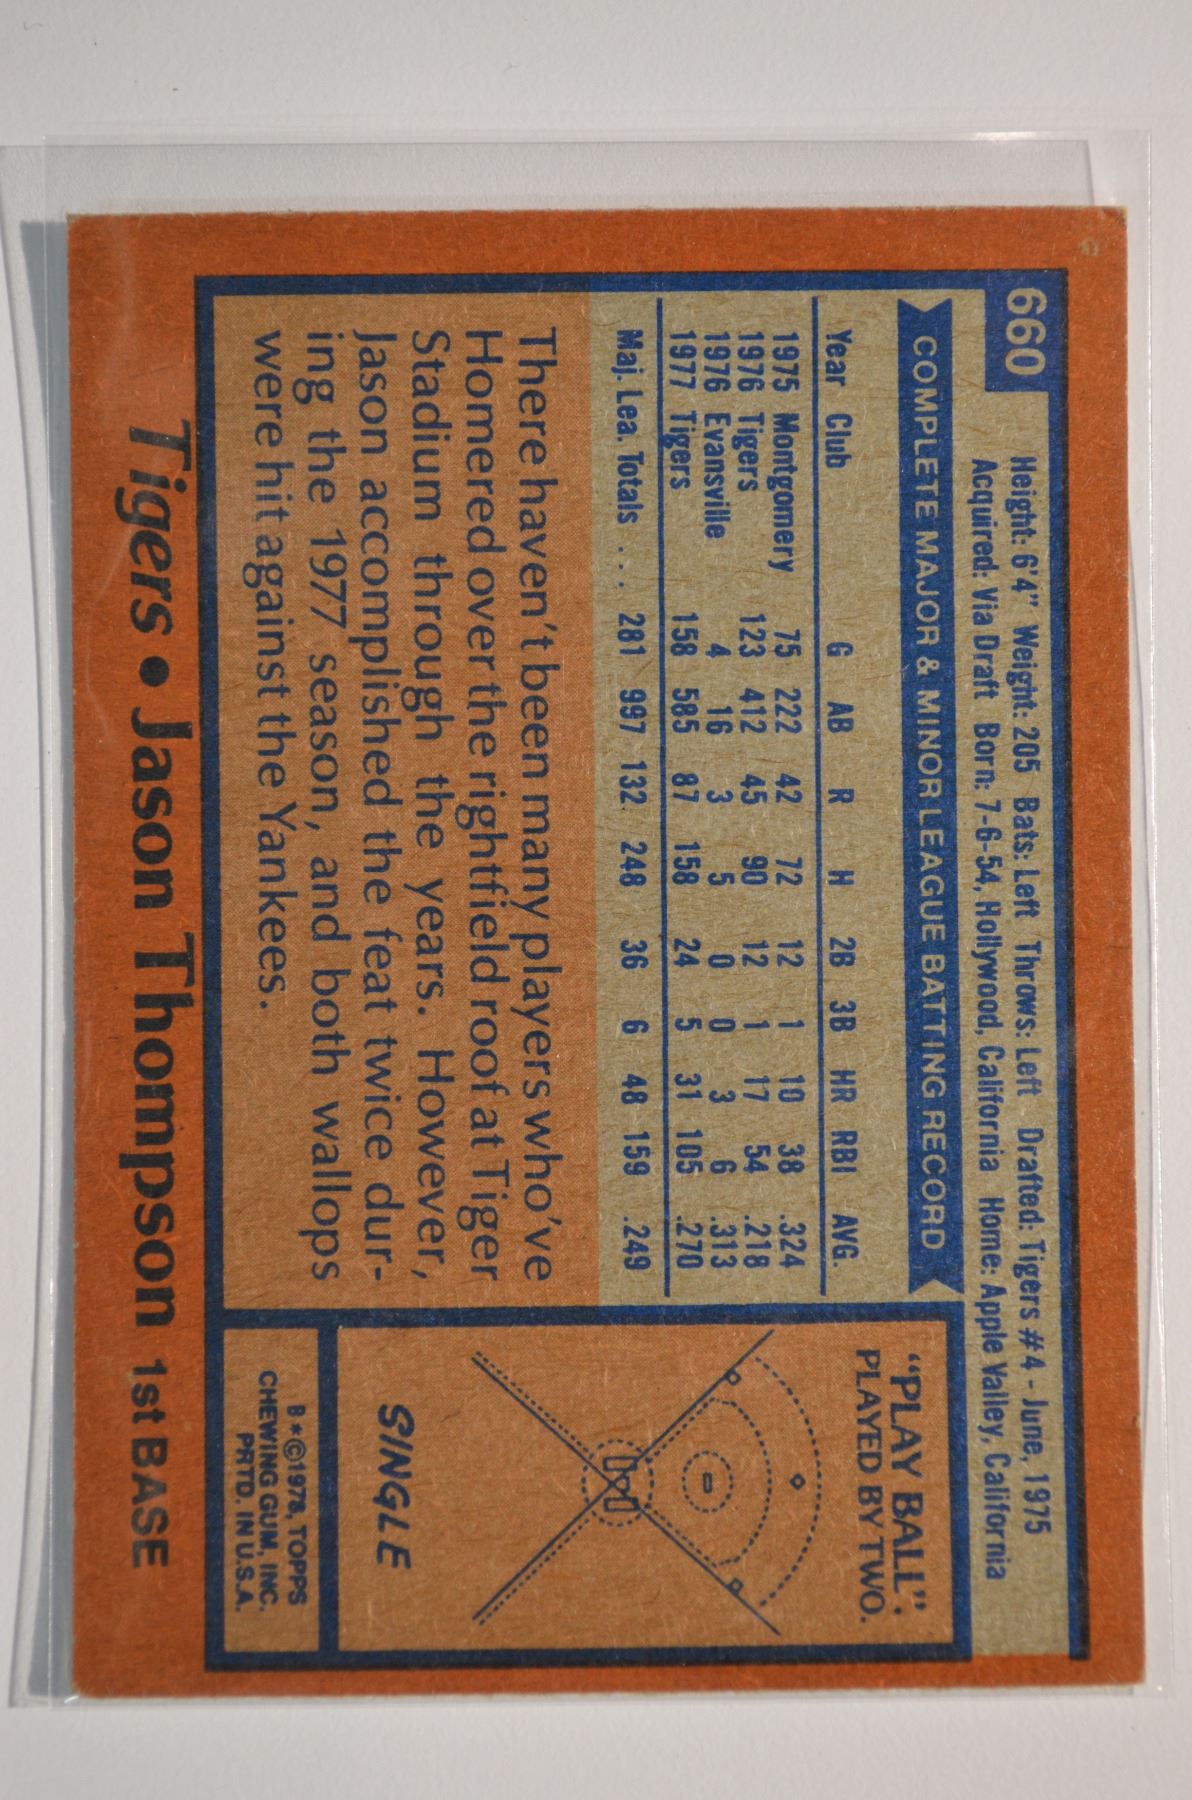 660
Height: 6'4" Weight: 205 Bats: Left Throws: Left Drafted: Tigers #4 - June, 1975
Acquired: Via Draft Born: 7-6-54, Hollywood, California Home: Apple Valley, California
COMPLETE MAJOR & MINOR LEAGUE BATTING RECORD
Year Club G AB R H 2B 3B HR RBI AVG.
1975 Montgomery 75 222 42 72 12 1 10 38 .324
1976 Tigers 123 412 45 90 12 1 17 54 .218
1976 Evansville 4 16 3 5 0 0 3 6 .313
1977 Tigers 158 585 87 158 24 5 31 105 .270
Maj. Lea. Totals . . . 281 997 132 248 36 6 48 159 .249
There haven't been many players who've
Homered over the rightfield roof at Tiger
Stadium through the years. However,
Jason accomplished the feat twice dur-
ing the 1977 season, and both wallops
were hit against the Yankees.
"PLAY BALL".
PLAYED BY TWO.
SINGLE
B*©1978, TOPPS
CHEWING GUM, INC.
PRTD. IN U.S.A.
Tigers • Jason Thompson 1st BASE